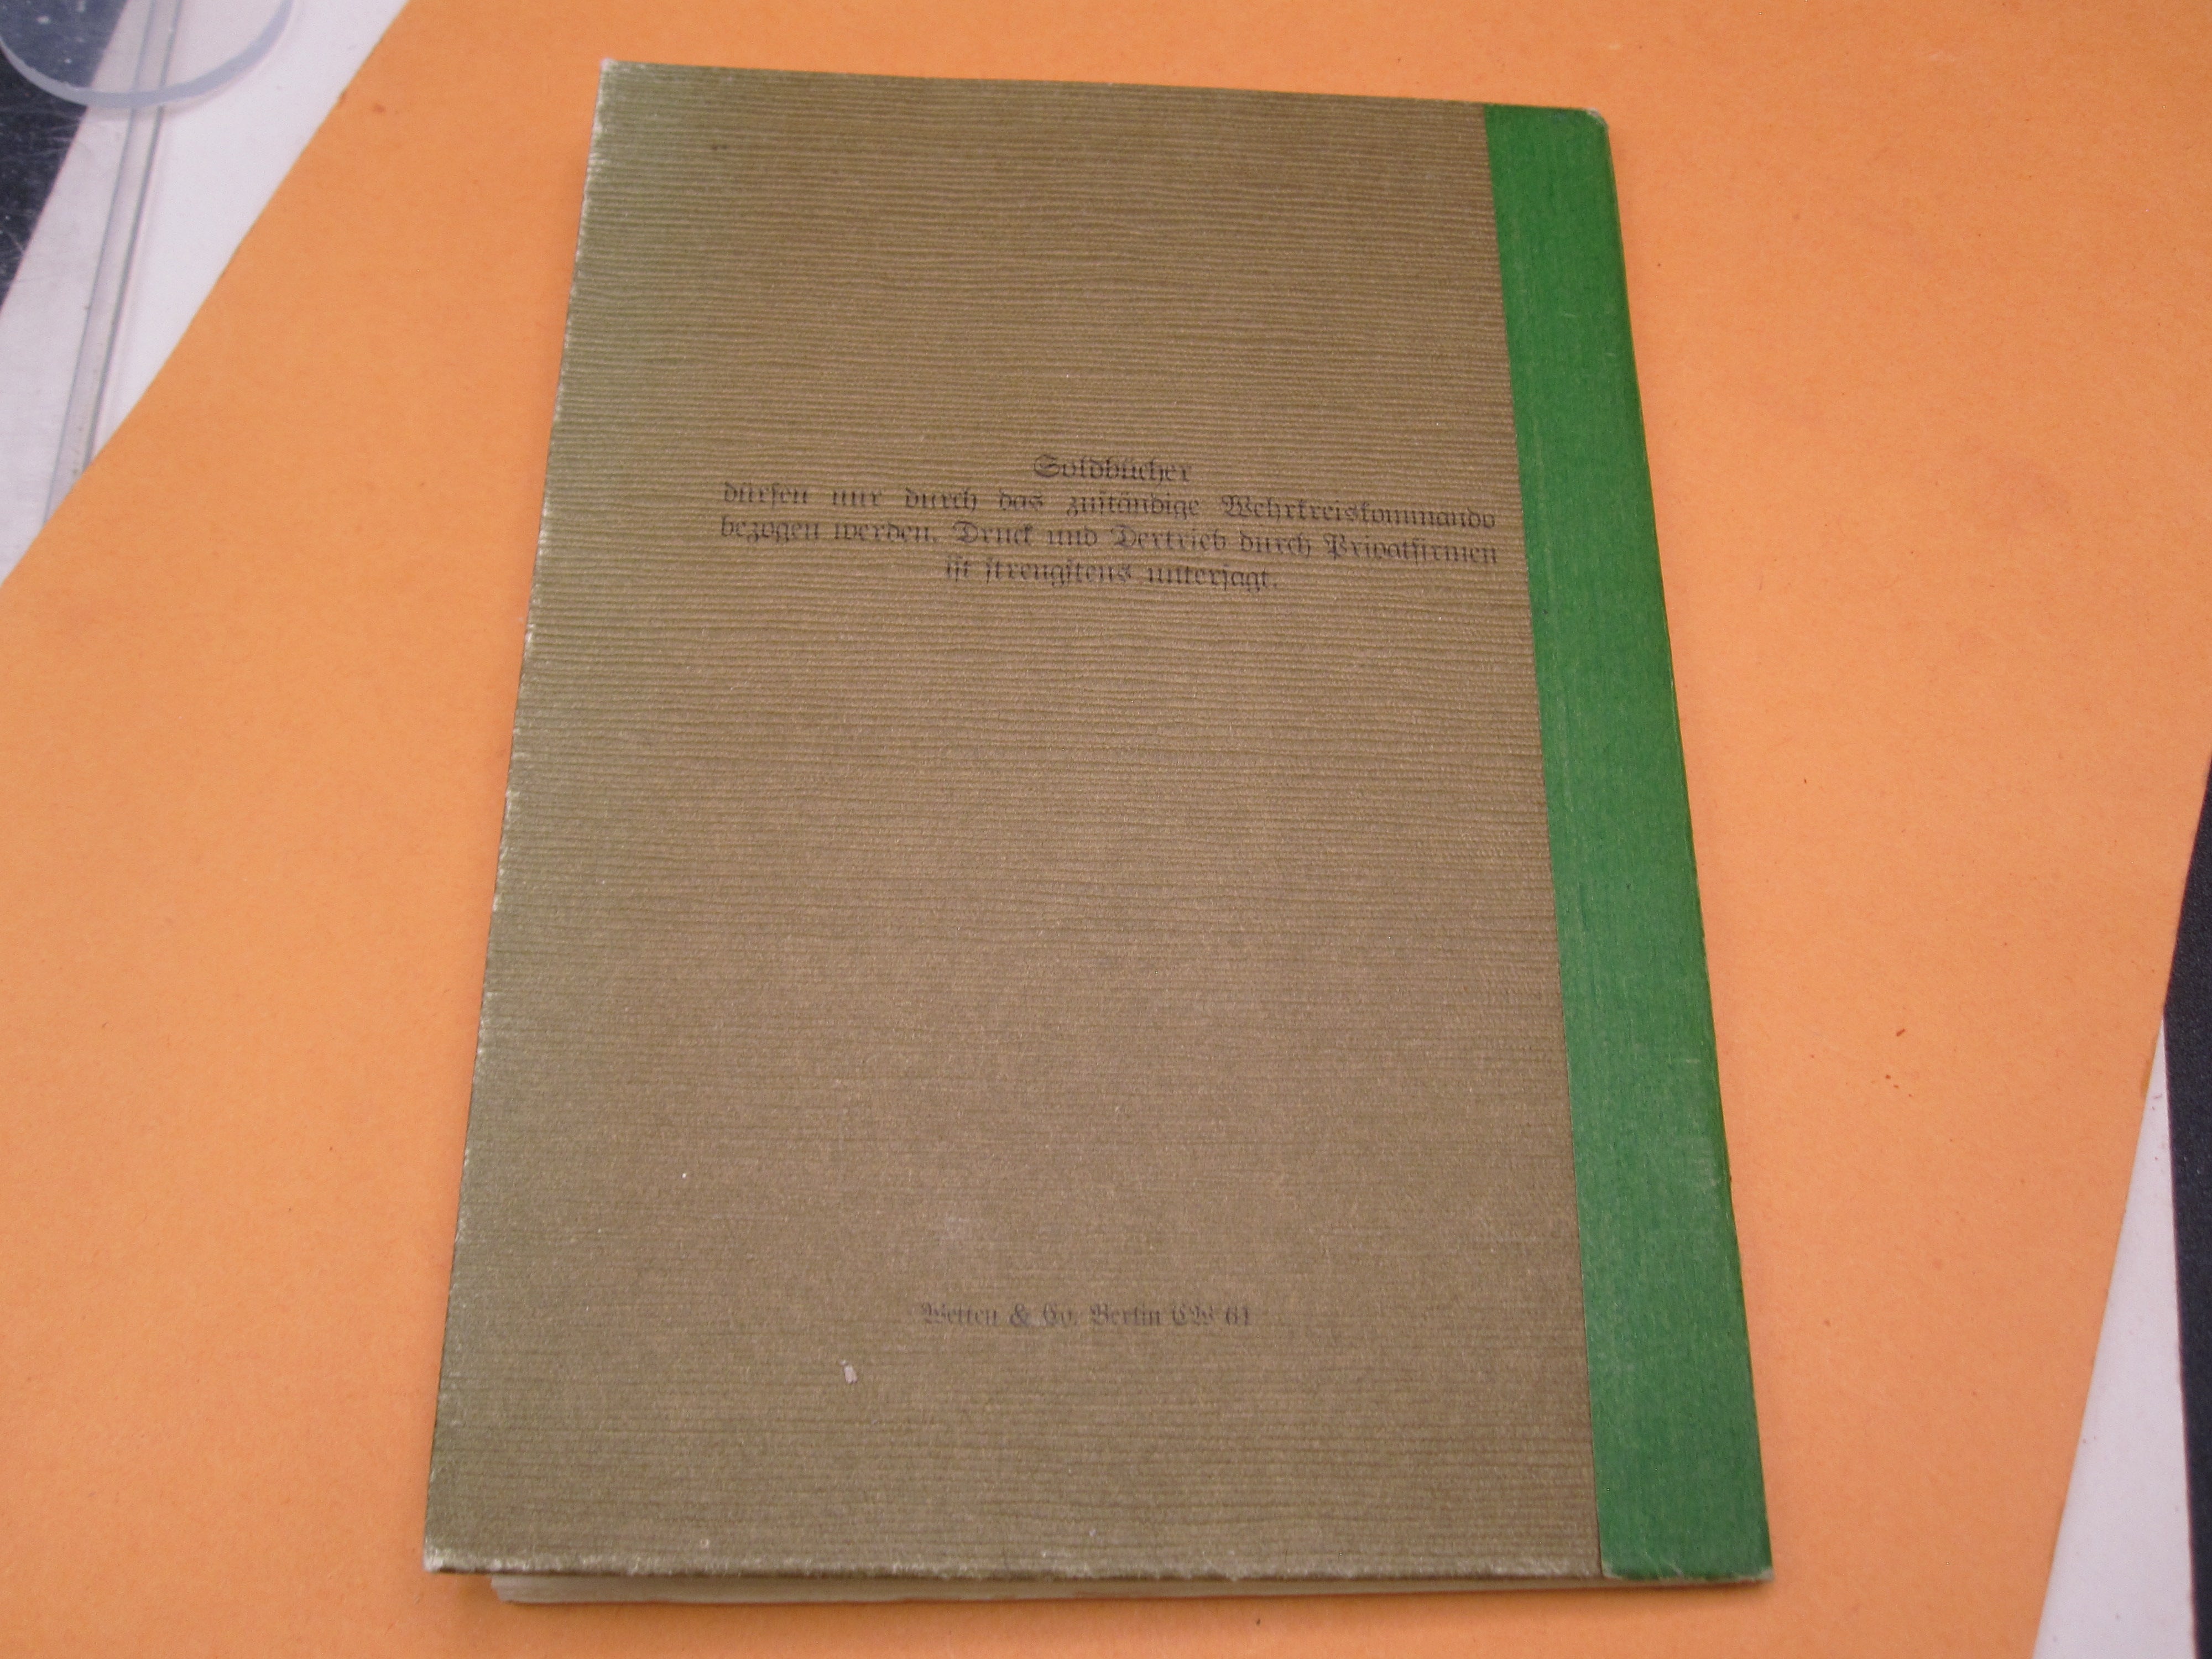 Soldbücher
dürfen nur durch das zuständige Wehrkreiskommando
bezogen werden. Druck und Vertrieb durch Privatfirmen
ist strengstens untersagt.
& Co. Berlin SW 61